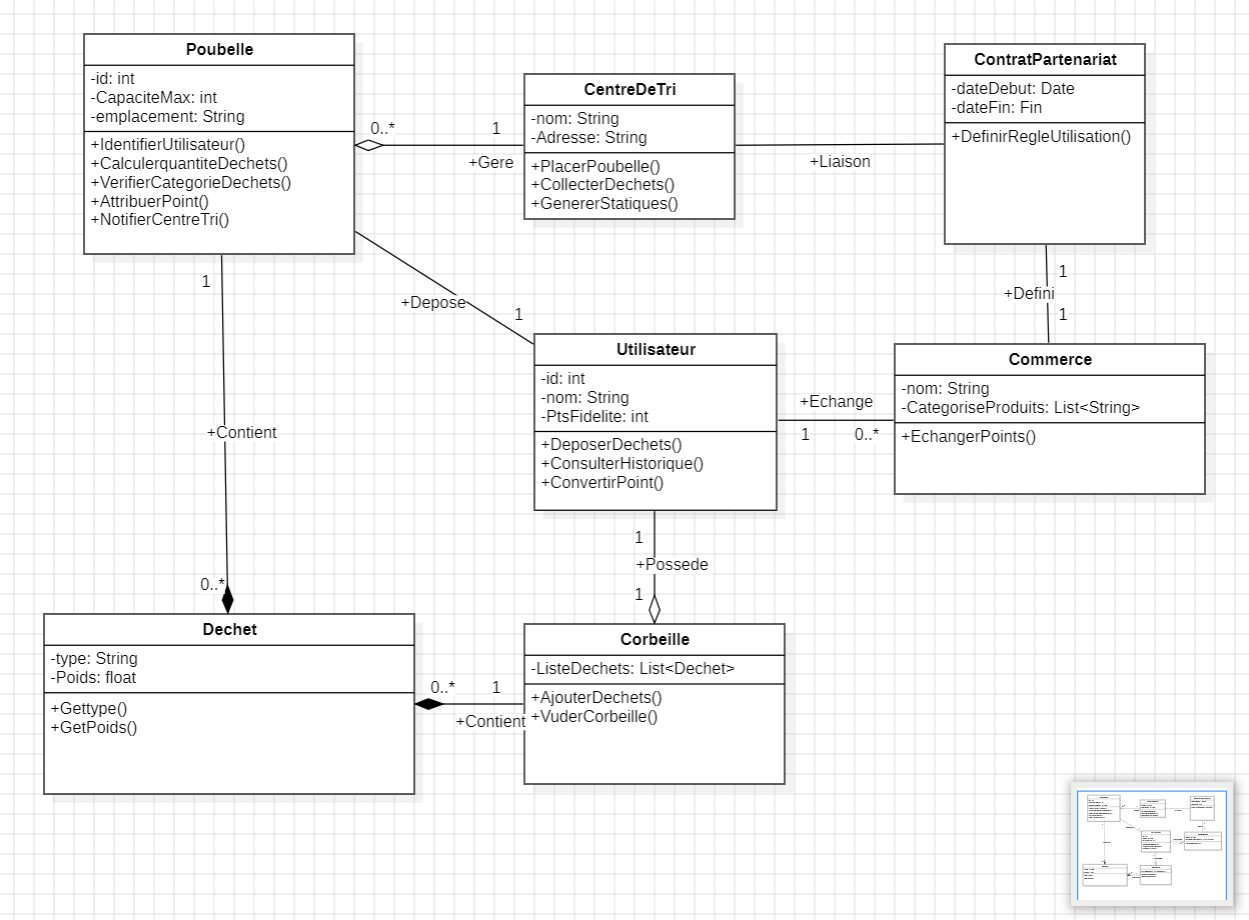 Poubelle
-id: int
-CapaciteMax: int
-emplacement: String
+IdentifierUtilisateur()
+CalculerquantiteDechets()
+VerifierCategorieDechets()
+AttribuerPoint()
+NotifierCentreTri()
0..*
1
+Gere
CentreDeTri
-nom: String
-Adresse: String
+PlacerPoubelle()
+CollecterDechets()
+GenererStatiques()
+Liaison
ContratPartenariat
-dateDebut: Date
-dateFin: Fin
+DefinirRegleUtilisation()
1
+Defini
1
1
+Contient
0..*
+Depose
1
Utilisateur
-id: int
-nom: String
-PtsFidelite: int
+DeposerDechets()
+ConsulterHistorique()
+ConvertirPoint()
+Echange
1
0..*
Commerce
-nom: String
-CategoriseProduits: List<String>
+EchangerPoints()
1
+Possede
1
Dechet
-type: String
-Poids: float
+Gettype()
+GetPoids()
0..*
1
+Contient
Corbeille
-ListeDechets: List<Dechet>
+AjouterDechets()
+VuderCorbeille()